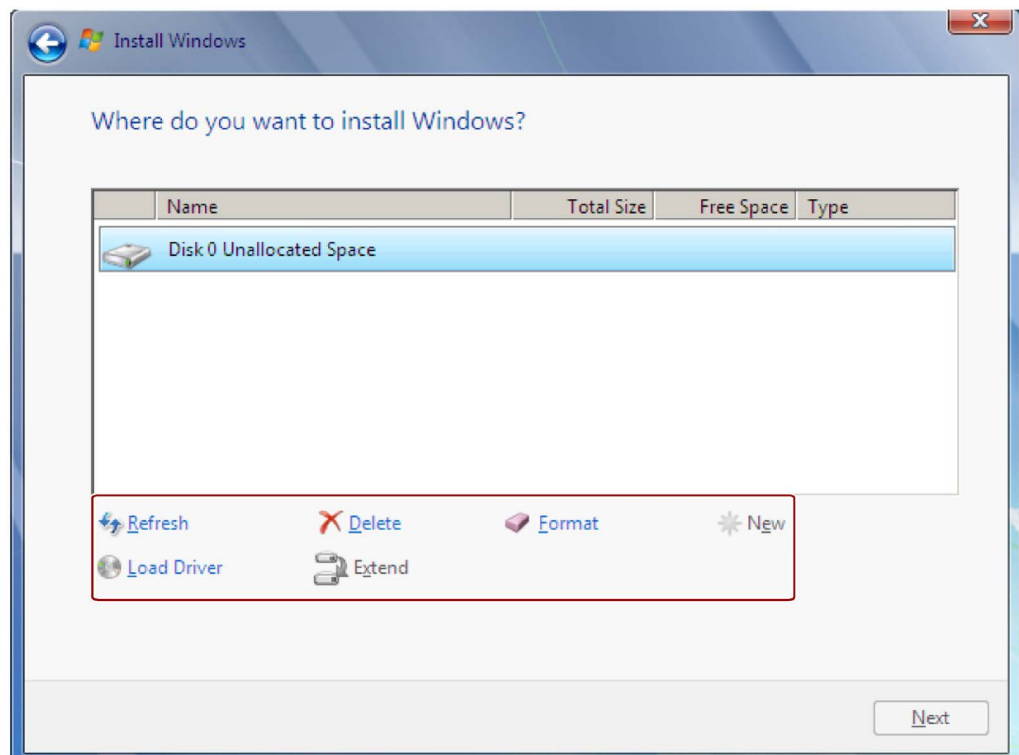 Install Windows
Where do you want to install Windows?
Name Total Size Free Space Type
Disk 0 Unallocated Space
Refresh Delete Format New
Load Driver Extend
Next